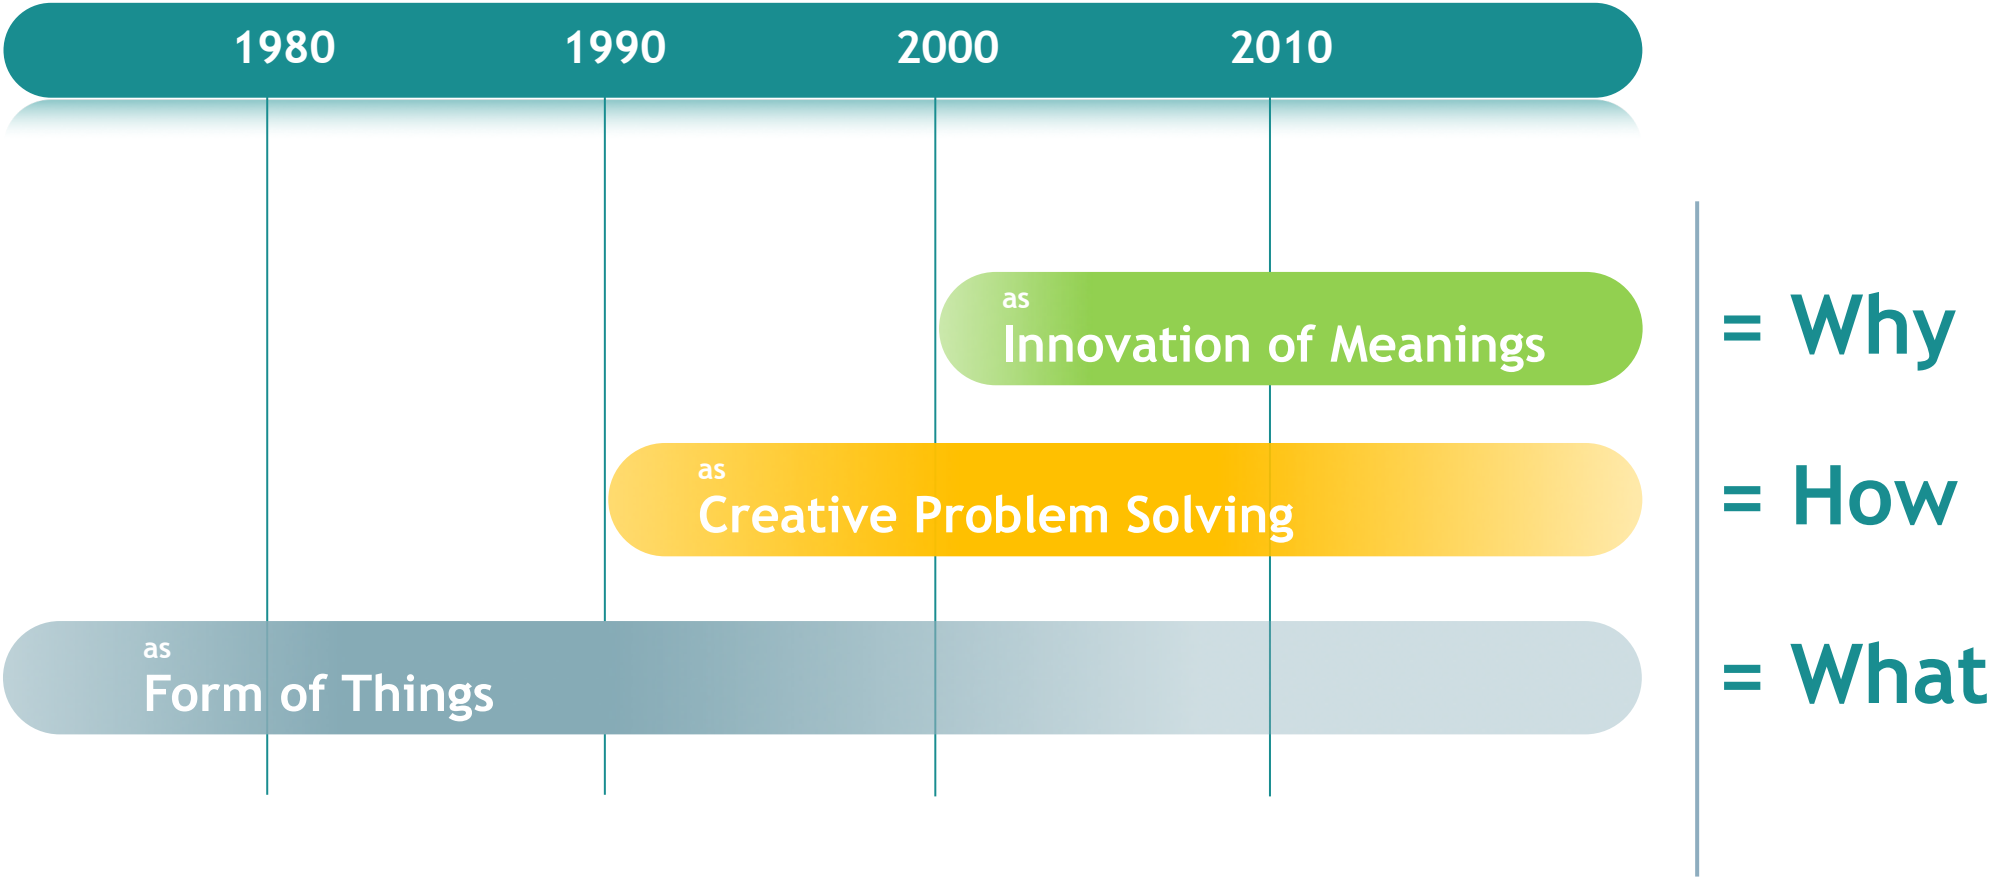 1980 1990 2000 2010
as
Innovation of Meanings
= Why
as
Creative Problem Solving
= How
as
Form of Things
= What